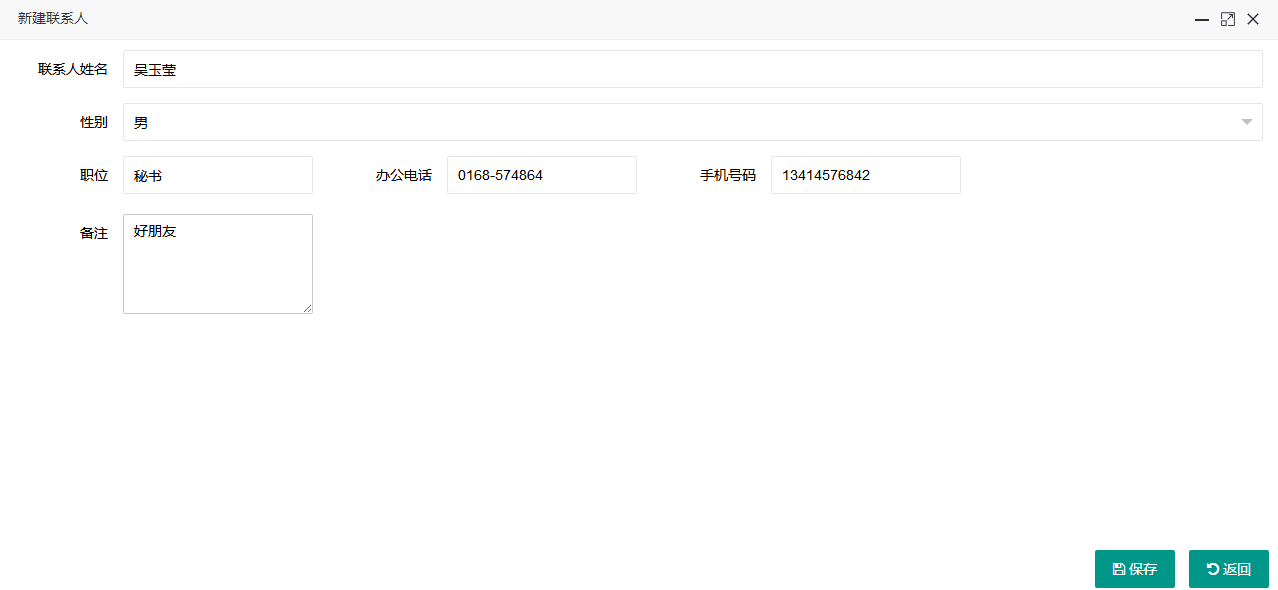 新建联系人
联系人姓名 吴玉莹
性别 男
职位 秘书 办公电话 0168-574864 手机号码 13414576842
备注 好朋友
保存 返回